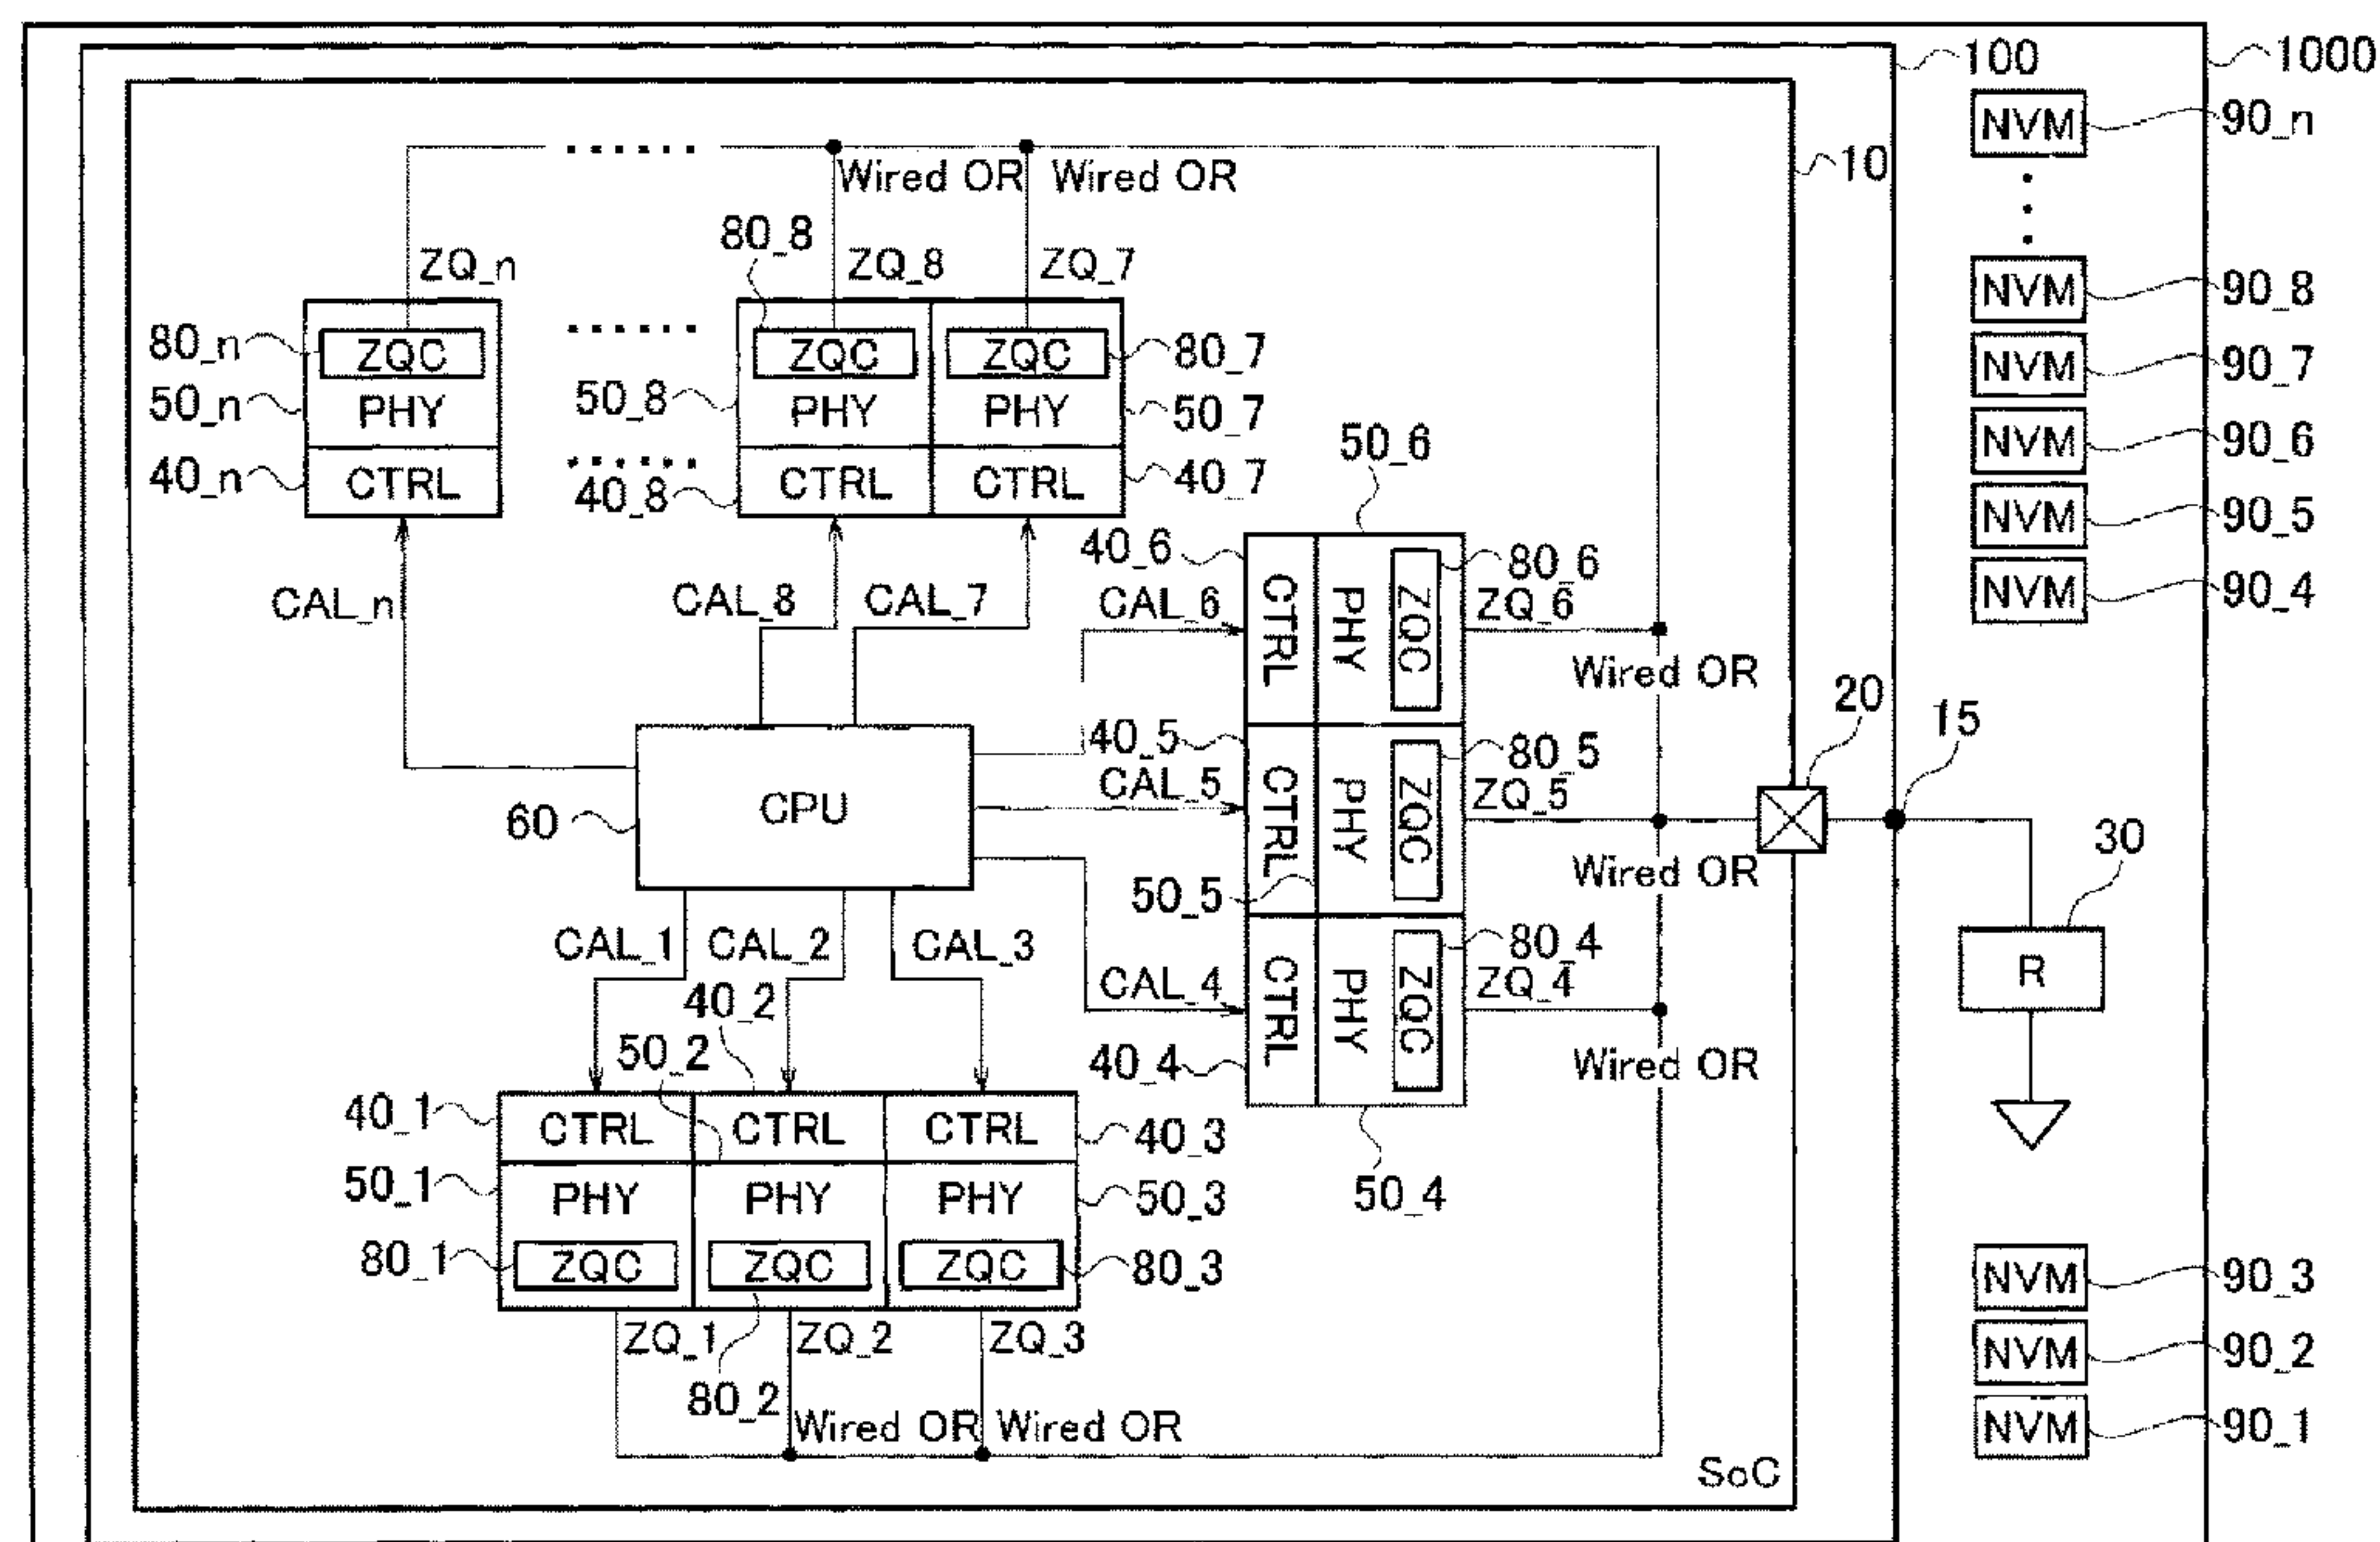 100
1000
NVM
90_n
10
Wired OR
Wired OR
80_8
ZQ_n
ZQ_8
ZQ_7
NVM
90_8
80_n
ZQC
ZQC
ZQC
80_7
NVM
90_7
50_n
PHY
50_8
PHY
PHY
50_7
NVM
90_6
40_n
CTRL
40_8
CTRL
CTRL
40_7
50_6
NVM
90_5
CAL_n
CAL_8
CAL_7
40_6
CAL_6
CTRL
PHY
ZQC
80_6
ZQ_6
NVM
90_4
Wired OR
20
15
60
CPU
40_5
CAL_5
CTRL
PHY
ZQC
80_5
ZQ_5
50_5
Wired OR
30
R
CAL_1
CAL_2
CAL_3
CAL_4
40_4
CTRL
PHY
ZQC
80_4
ZQ_4
Wired OR
50_4
40_2
50_2
40_1
CTRL
CTRL
CTRL
40_3
50_1
PHY
PHY
PHY
50_3
80_1
ZQC
ZQC
ZQC
80_3
NVM
90_3
ZQ_1
ZQ_2
ZQ_3
NVM
90_2
80_2
Wired OR
Wired OR
NVM
90_1
SoC